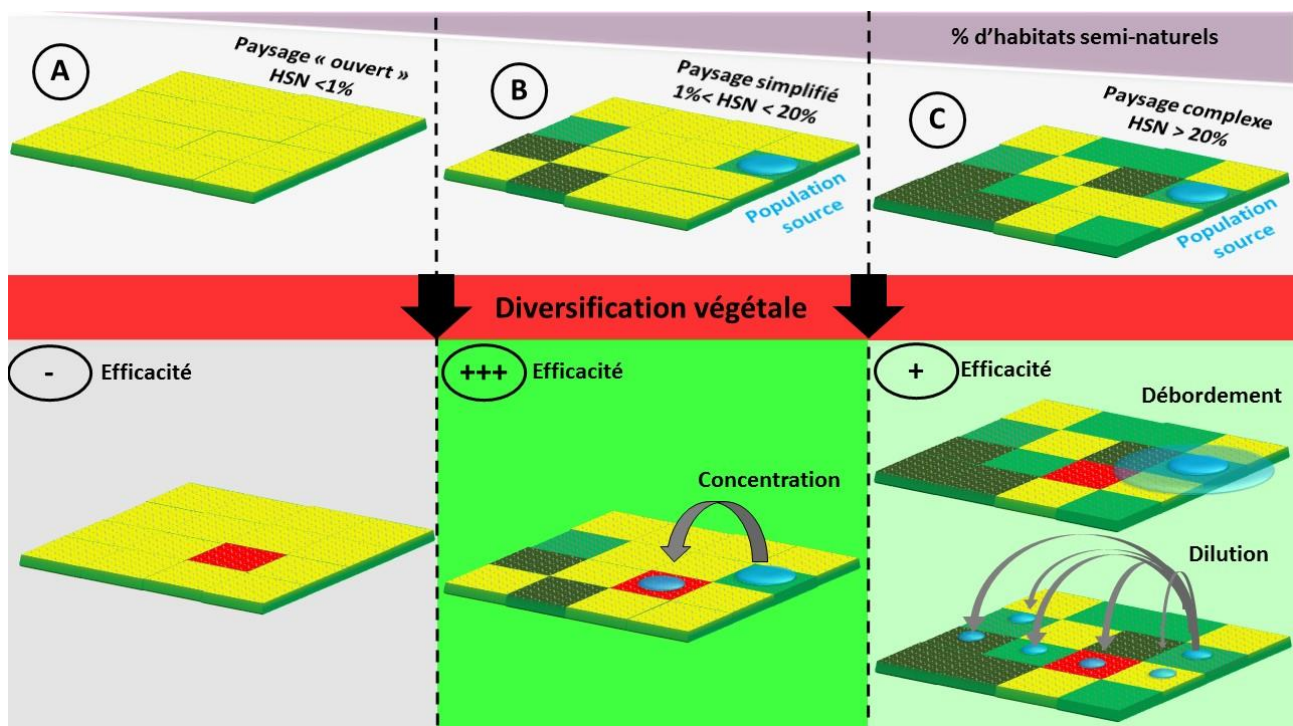 % d'habitats semi-naturels
A
Paysage « ouvert »
HSN <1%
B
Paysage simplifié
1%< HSN < 20%
Population
source
C
Paysage complexe
HSN > 20%
Population
source
Diversification végétale
- Efficacité
+++ Efficacité
Concentration
+ Efficacité
Débordement
Dilution